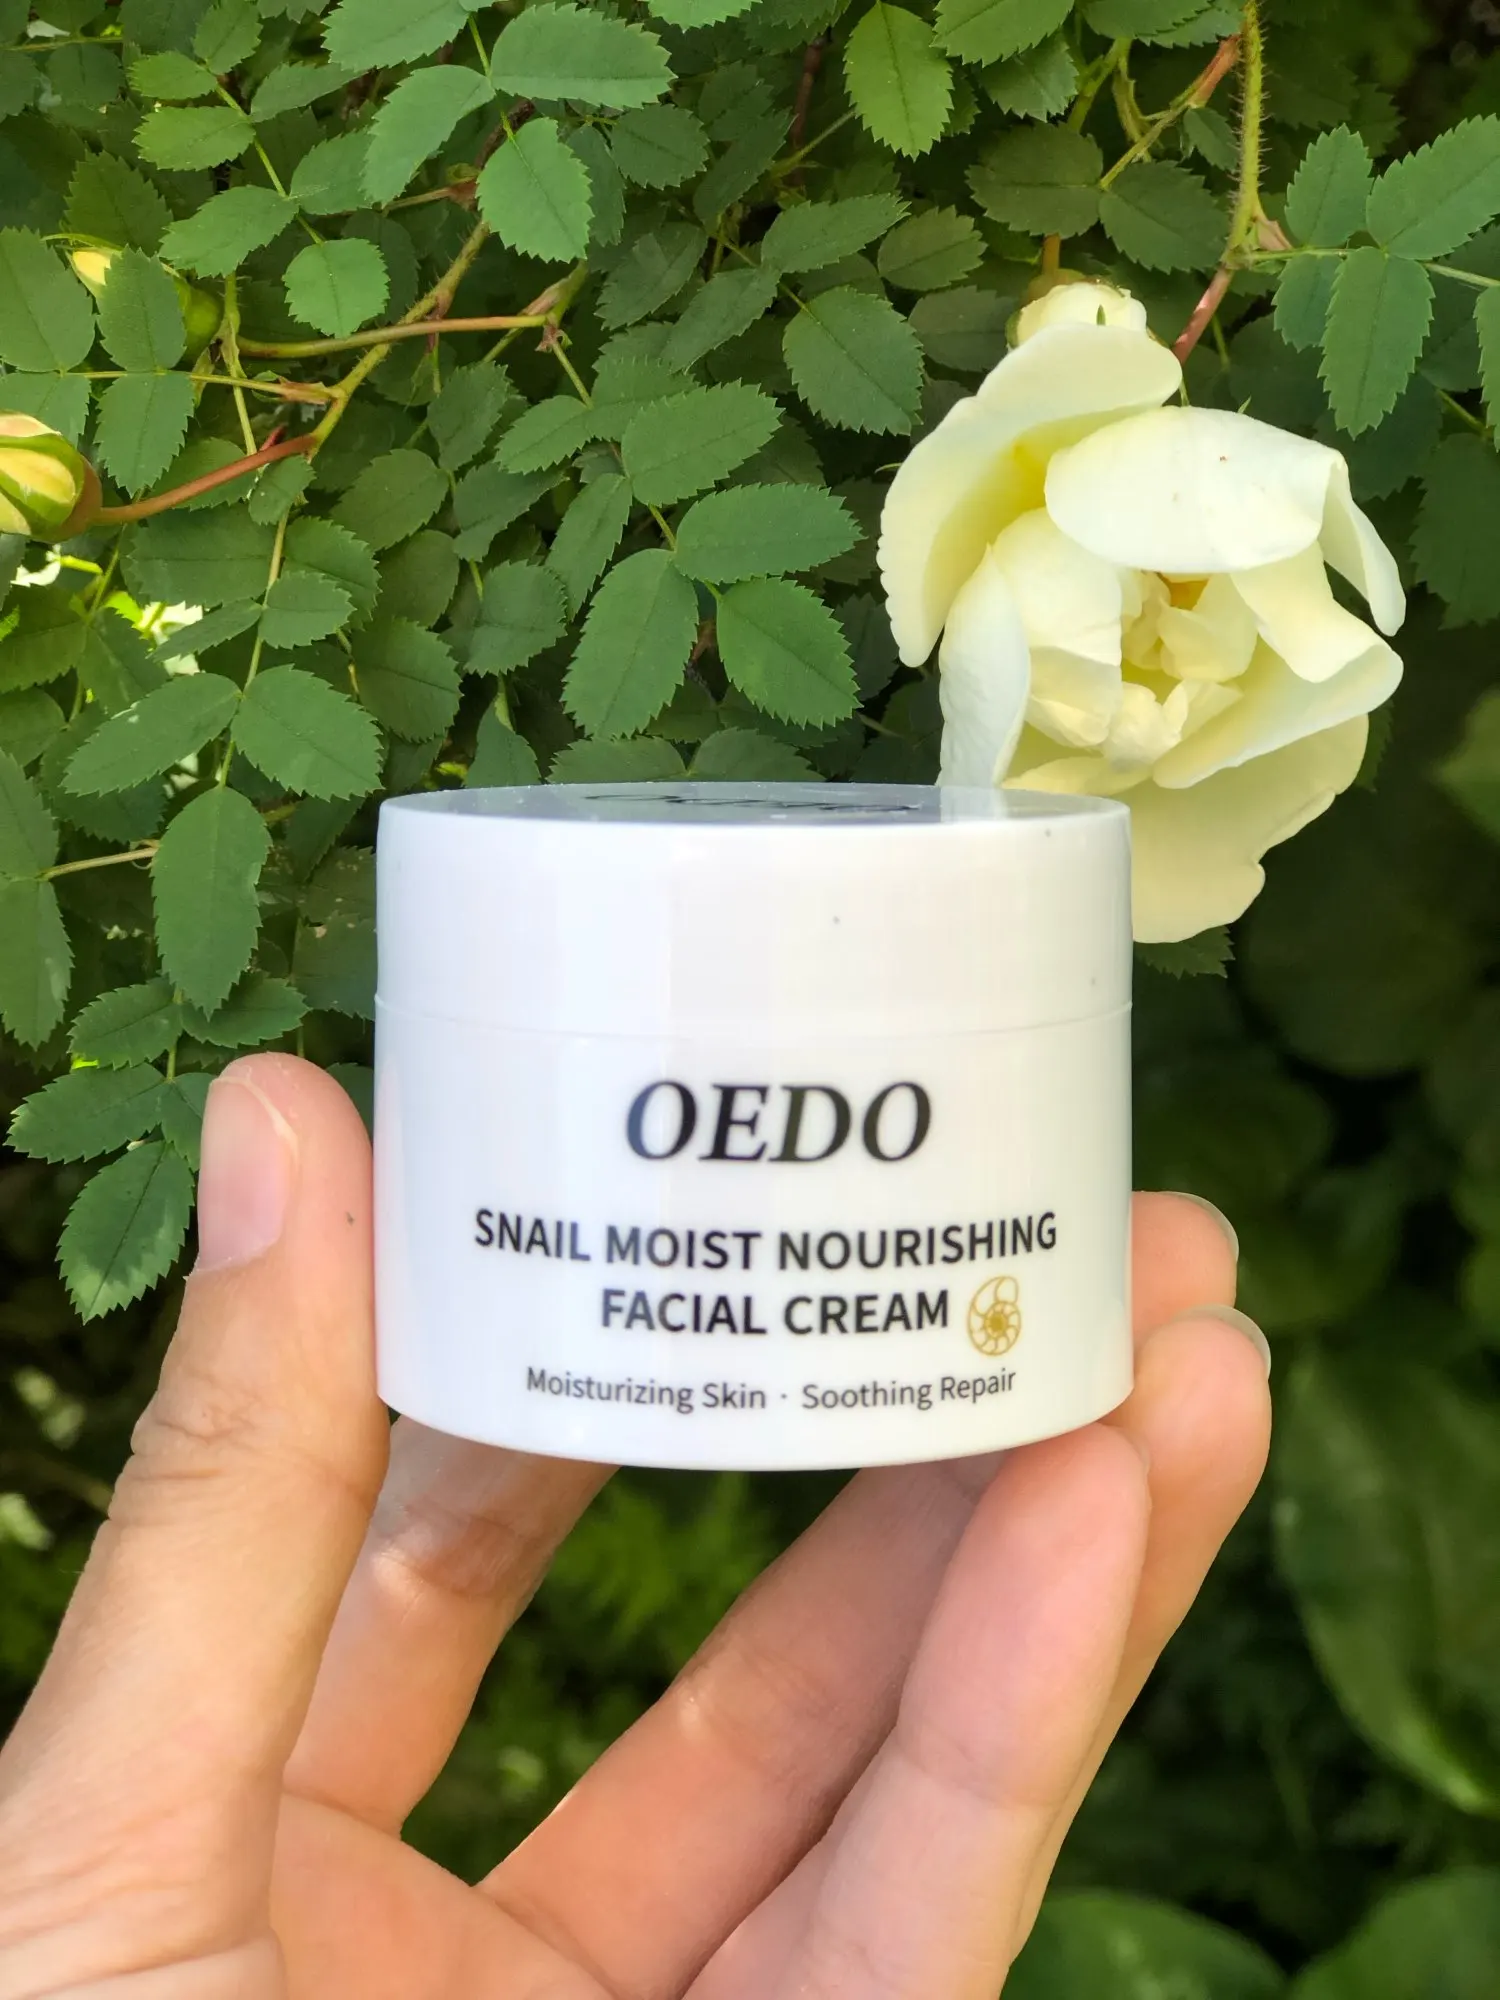 OEDO
SNAIL MOIST NOURISHING
FACIAL CREAM
Moisturizing Skin · Soothing Repair